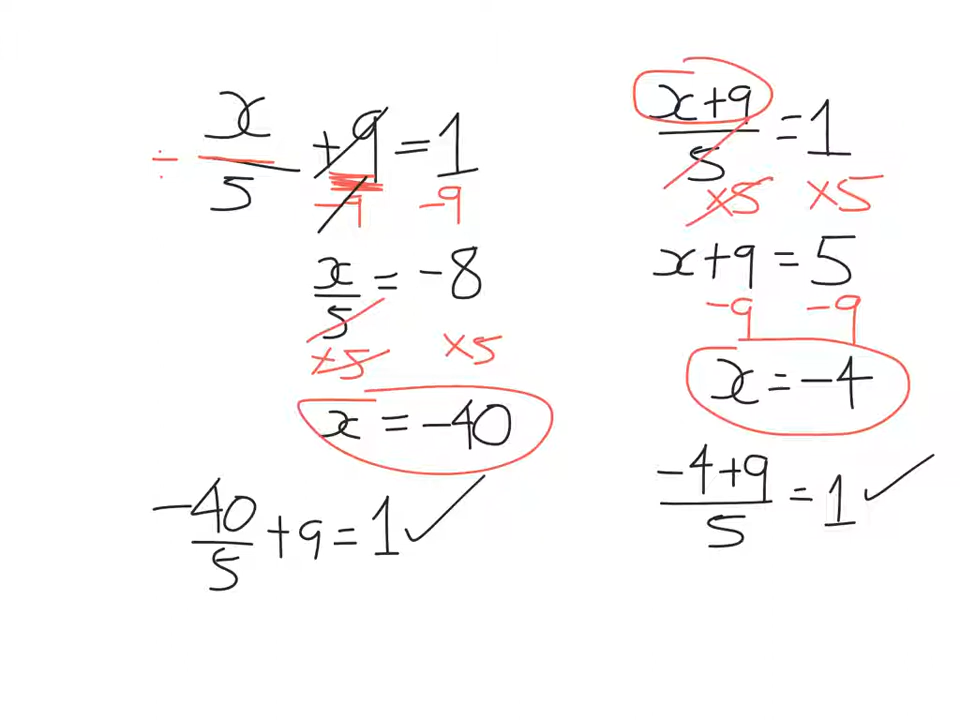 ÷ x/5 + 9 = 1
-9 -9
x/5 = -8
×5 ×5
x = -40
-40/5 + 9 = 1 ✓
x+9/5 = 1
×5 ×5
x+9 = 5
-9 -9
x = -4
-4+9/5 = 1 ✓